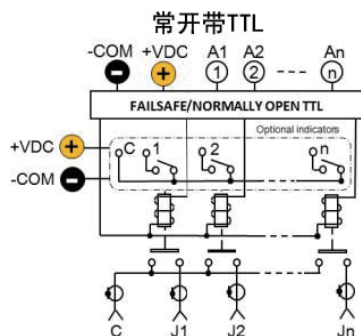 常开带TTL
-COM +VDC A1 A2 An
1 2 n
FAILSAFE/NORMALLY OPEN TTL
Optional indicators
+VDC C 1 2 n
-COM
C J1 J2 Jn